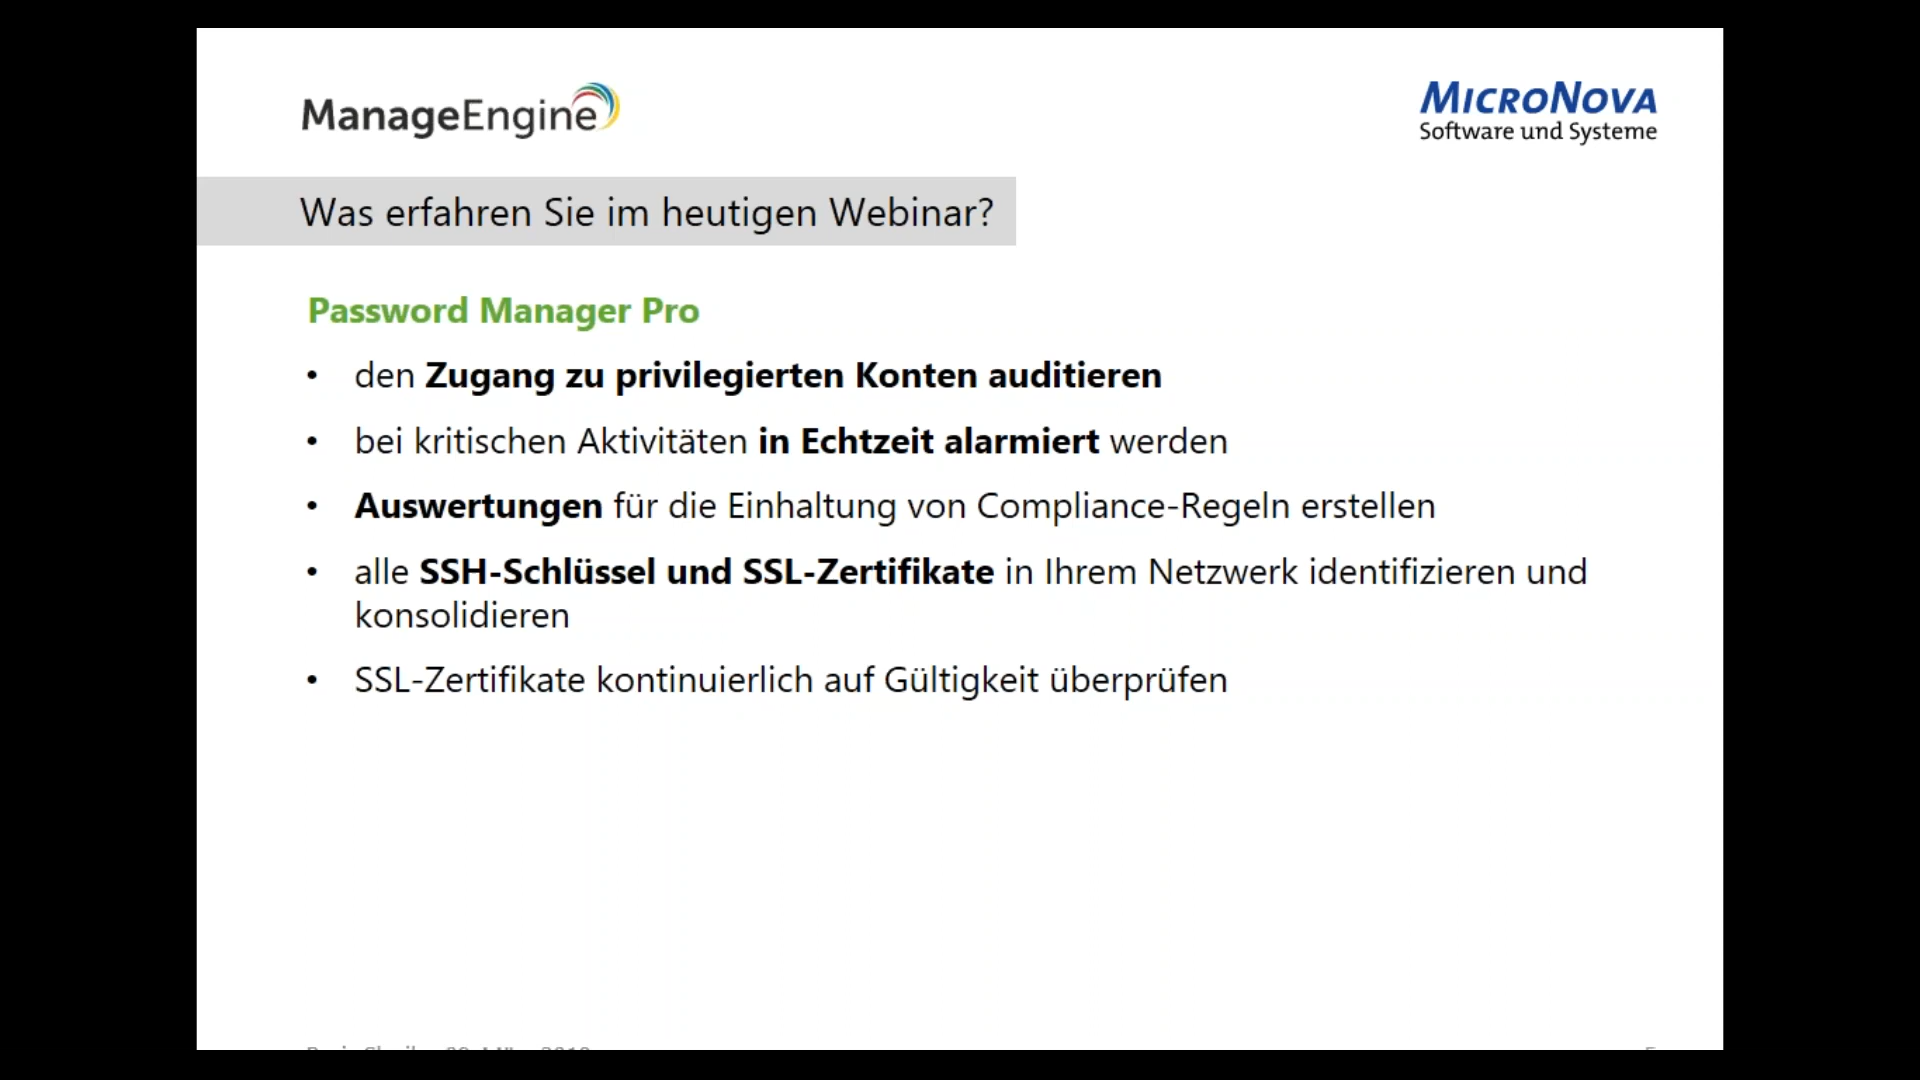 ManageEngine
MICRONOVA
Software und Systeme
Was erfahren Sie im heutigen Webinar?
Password Manager Pro
• den Zugang zu privilegierten Konten auditieren
• bei kritischen Aktivitäten in Echtzeit alarmiert werden
• Auswertungen für die Einhaltung von Compliance-Regeln erstellen
• alle SSH-Schlüssel und SSL-Zertifikate in Ihrem Netzwerk identifizieren und
konsolidieren
• SSL-Zertifikate kontinuierlich auf Gültigkeit überprüfen